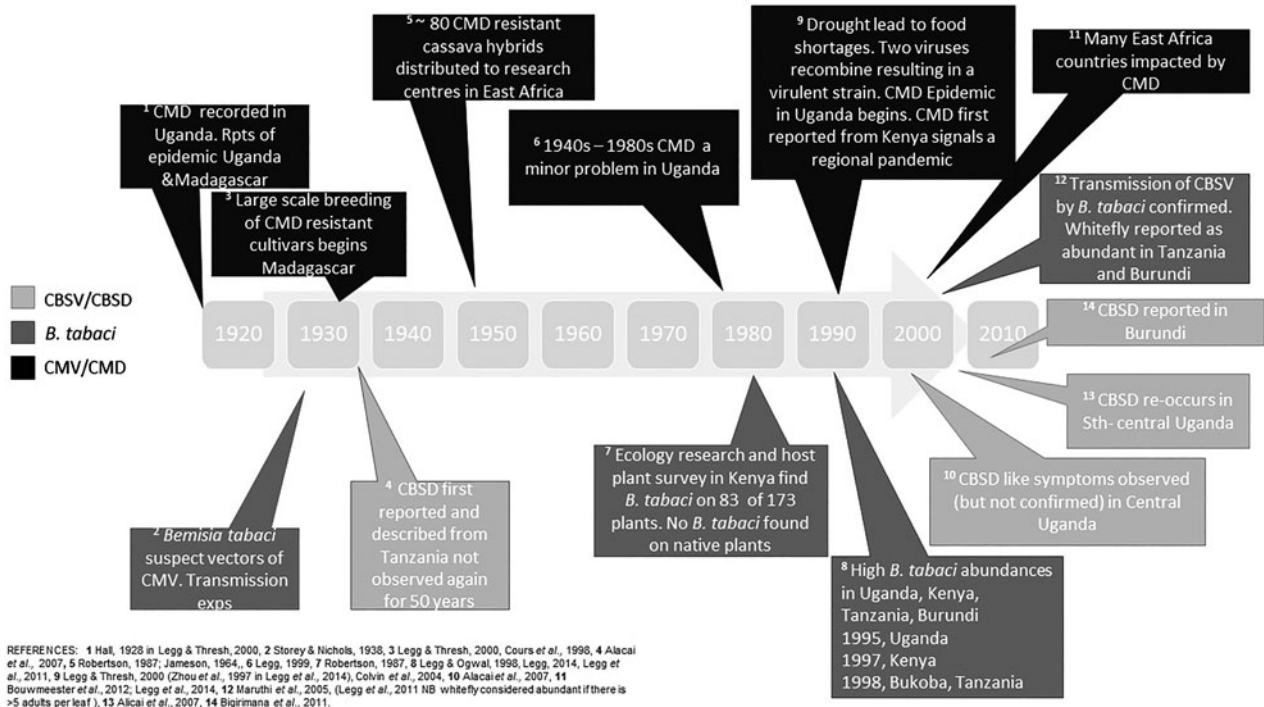 5 ~ 80 CMD resistant
cassava hybrids
distributed to research
centres in East Africa
9 Drought lead to food
shortages. Two viruses
recombine resulting in a
virulent strain. CMD Epidemic
in Uganda begins. CMD first
reported from Kenya signals a
regional pandemic
11 Many East Africa
countries impacted by
CMD
1 CMD recorded in
Uganda. Rpts of
epidemic Uganda
&Madagascar
6 1940s – 1980s CMD a
minor problem in Uganda
3 Large scale breeding
of CMD resistant
cultivars begins
Madagascar
12 Transmission of CBSV
by B. tabaci confirmed.
Whitefly reported as
abundant in Tanzania
and Burundi
CBSV/CBSD
B. tabaci
CMV/CMD
1920 1930 1940 1950 1960 1970 1980 1990 2000 2010
14 CBSD reported in
Burundi
13 CBSD re-occurs in
Sth- central Uganda
2 Bemisia tabaci
suspect vectors of
CMV. Transmission
exps
4 CBSD first
reported and
described from
Tanzania not
observed again
for 50 years
7 Ecology research and host
plant survey in Kenya find
B. tabaci on 83 of 173
plants. No B. tabaci found
on native plants
10 CBSD like symptoms observed
(but not confirmed) in Central
Uganda
8 High B. tabaci abundances
in Uganda, Kenya,
Tanzania, Burundi
1995, Uganda
1997, Kenya
1998, Bukoba, Tanzania
REFERENCES: 1 Hall, 1928 in Legg & Thresh, 2000, 2 Storey & Nichols, 1938, 3 Legg & Thresh, 2000, Cours et al., 1998, 4 Alacai
et al., 2007, 5 Robertson, 1987; Jameson, 1964,, 6 Legg, 1999, 7 Robertson, 1987, 8 Legg & Ogwal, 1998, Legg, 2014, Legg et
al., 2011, 9 Legg & Thresh, 2000 (Zhou et al., 1997 in Legg et al., 2014), Colvin et al., 2004, 10 Alacai et al., 2007, 11
Bouwmeester et al., 2012; Legg et al., 2014, 12 Maruthi et al., 2005, (Legg et al., 2011 NB whitefly considered abundant if there is
>5 adults per leaf ), 13 Alicai et al., 2007, 14 Bigirimana et al., 2011.